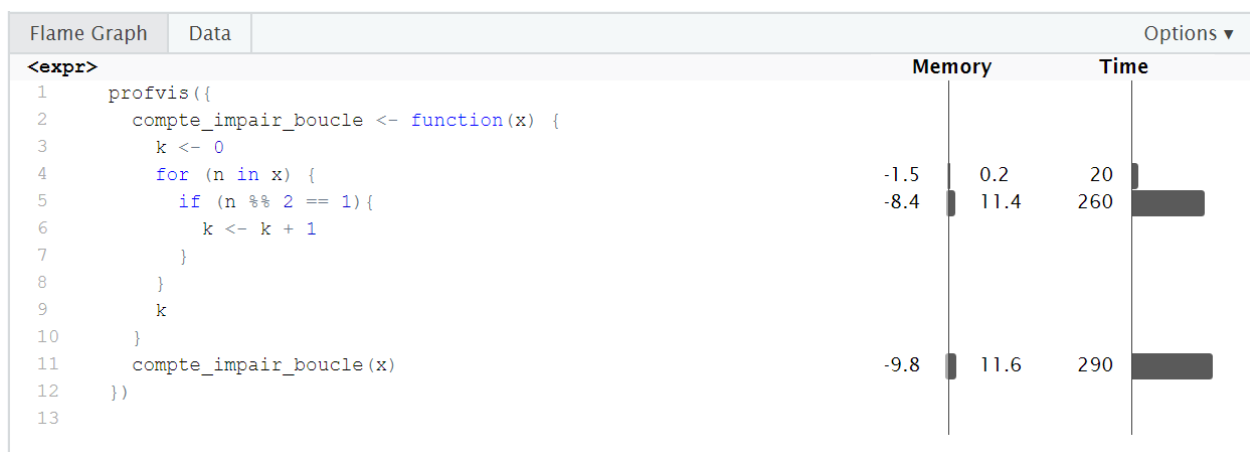 Flame Graph Data Options ▾
<expr> Memory Time
1 profvis({
2 compte_impair_boucle <- function(x) {
3 k <- 0
4 for (n in x) { -1.5 0.2 20
5 if (n %% 2 == 1){ -8.4 11.4 260
6 k <- k + 1
7 }
8 }
9 k
10 }
11 compte_impair_boucle(x) -9.8 11.6 290
12 })
13